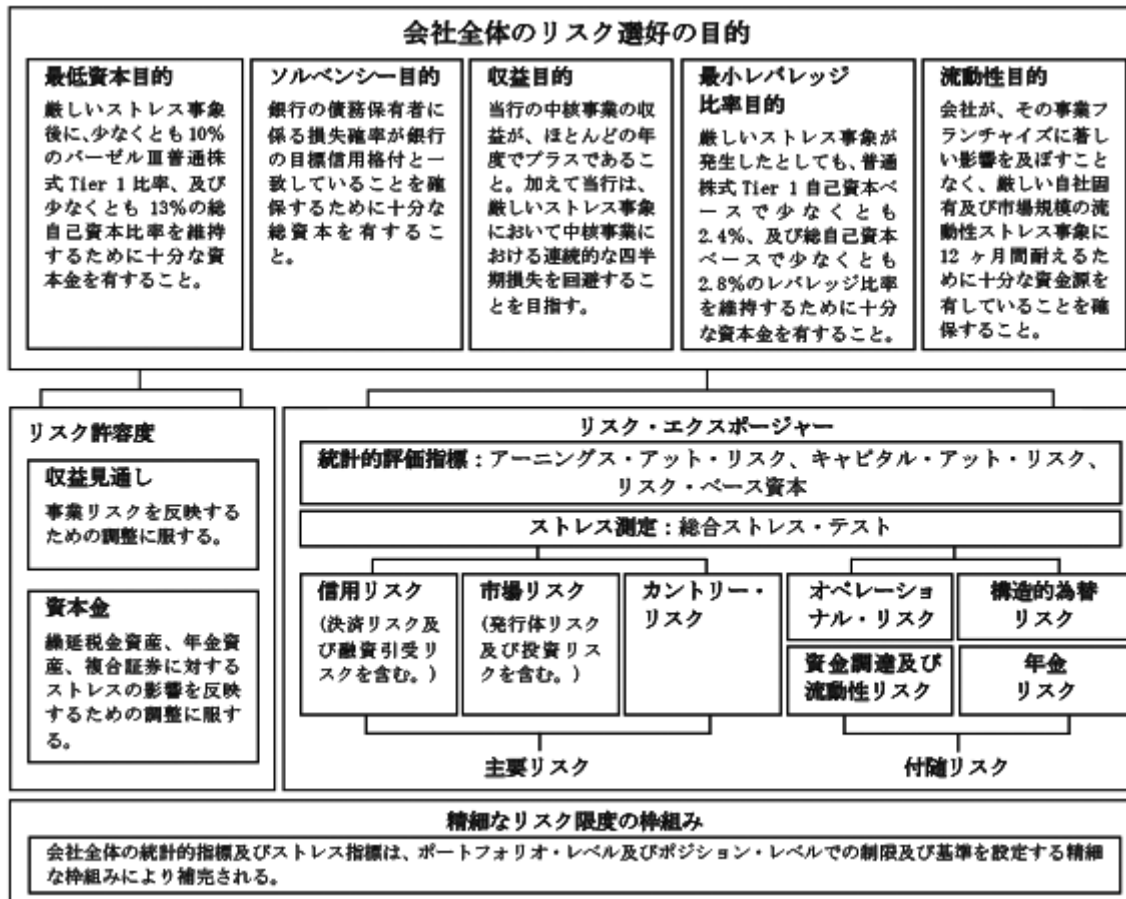 会社全体のリスク選好の目的
最低資本目的
厳しいストレス事象
後に、少なくとも 10%
のバーゼルⅢ普通株
式 Tier 1 比率、及び
少なくとも 13%の総
自己資本比率を維持
するために十分な資
本金を有すること。
ソルベンシー目的
銀行の債務保有者に
係る損失確率が銀行
の目標信用格付と一
致していることを確
保するために十分な
総資本を有するこ
と。
収益目的
当行の中核事業の収
益が、ほとんどの年
度でプラスであるこ
と。加えて当行は、
厳しいストレス事象
において中核事業に
おける連続的な四半
期損失を回避するこ
とを目指す。
最小レバレッジ
比率目的
厳しいストレス事象が
発生したとしても、普通
株式 Tier 1 自己資本ベ
ースで少なくとも
2.4%、及び総自己資本
ベースで少なくとも
2.8%のレバレッジ比率
を維持するために十分
な資本金を有すること。
流動性目的
会社が、その事業フ
ランチャイズに著し
い影響を及ぼすこと
なく、厳しい自社固
有及び市場規模の流
動性ストレス事象に
12 ヶ月間耐えるた
めに十分な資金源を
有していることを確
保すること。
リスク許容度
収益見通し
事業リスクを反映する
ための調整に服する。
資本金
繰延税金資産、年金資
産、複合証券に対する
ストレスの影響を反映
するための調整に服す
る。
リスク・エクスポージャー
統計的評価指標：アーニングス・アット・リスク、キャピタル・アット・リスク、
リスク・ベース資本
ストレス測定：総合ストレス・テスト
信用リスク
(決済リスク及
び融資引受リ
スクを含む。)
市場リスク
(発行体リスク
及び投資リス
クを含む。)
カントリー・
リスク
オペレーショ
ナル・リスク
構造的為替
リスク
資金調達及び
流動性リスク
年金
リスク
主要リスク
付随リスク
精細なリスク限度の枠組み
会社全体の統計的指標及びストレス指標は、ポートフォリオ・レベル及びポジション・レベルでの制限及び基準を設定する精細
な枠組みにより補完される。